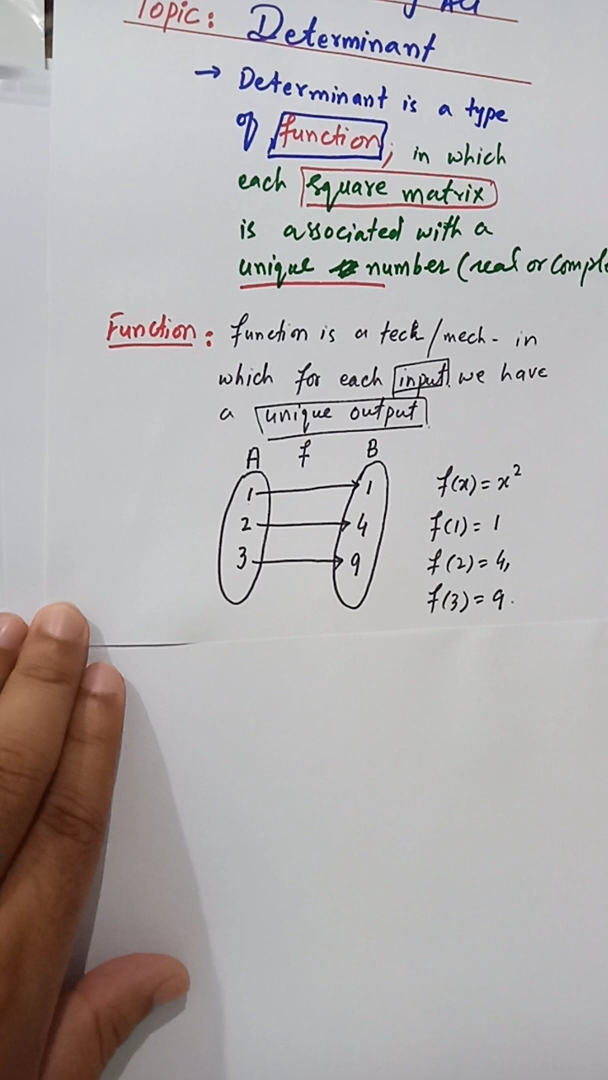 Topic: Determinant
→ Determinant is a type
of function, in which
each square matrix
is associated with a
unique number (real or comple
Function: function is a teck/mech- in
which for each input we have
a unique output
A f B
1 1 f(x) = x²
2 4 f(1) = 1
3 9 f(2) = 4,
f(3) = 9.